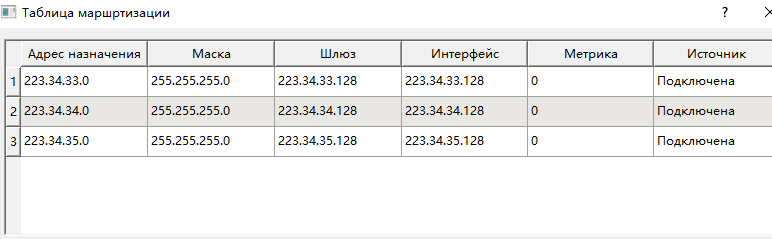 Таблица маршртизации ?
Адрес назначения Маска Шлюз Интерфейс Метрика Источник
1 223.34.33.0 255.255.255.0 223.34.33.128 223.34.33.128 0 Подключена
2 223.34.34.0 255.255.255.0 223.34.34.128 223.34.34.128 0 Подключена
3 223.34.35.0 255.255.255.0 223.34.35.128 223.34.35.128 0 Подключена